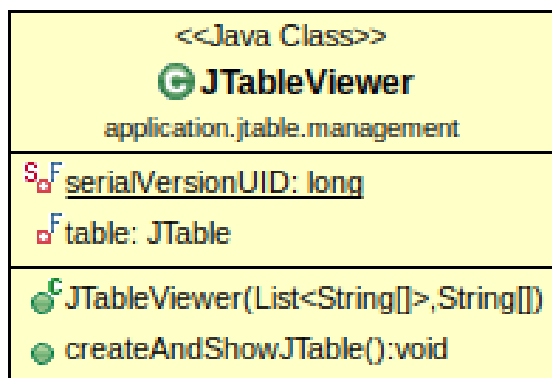 <<Java Class>>
C JTableViewer
application.jtable.management
S F serialVersionUID: long
F table: JTable
C JTableViewer(List<String[]>,String[])
createAndShowJTable():void